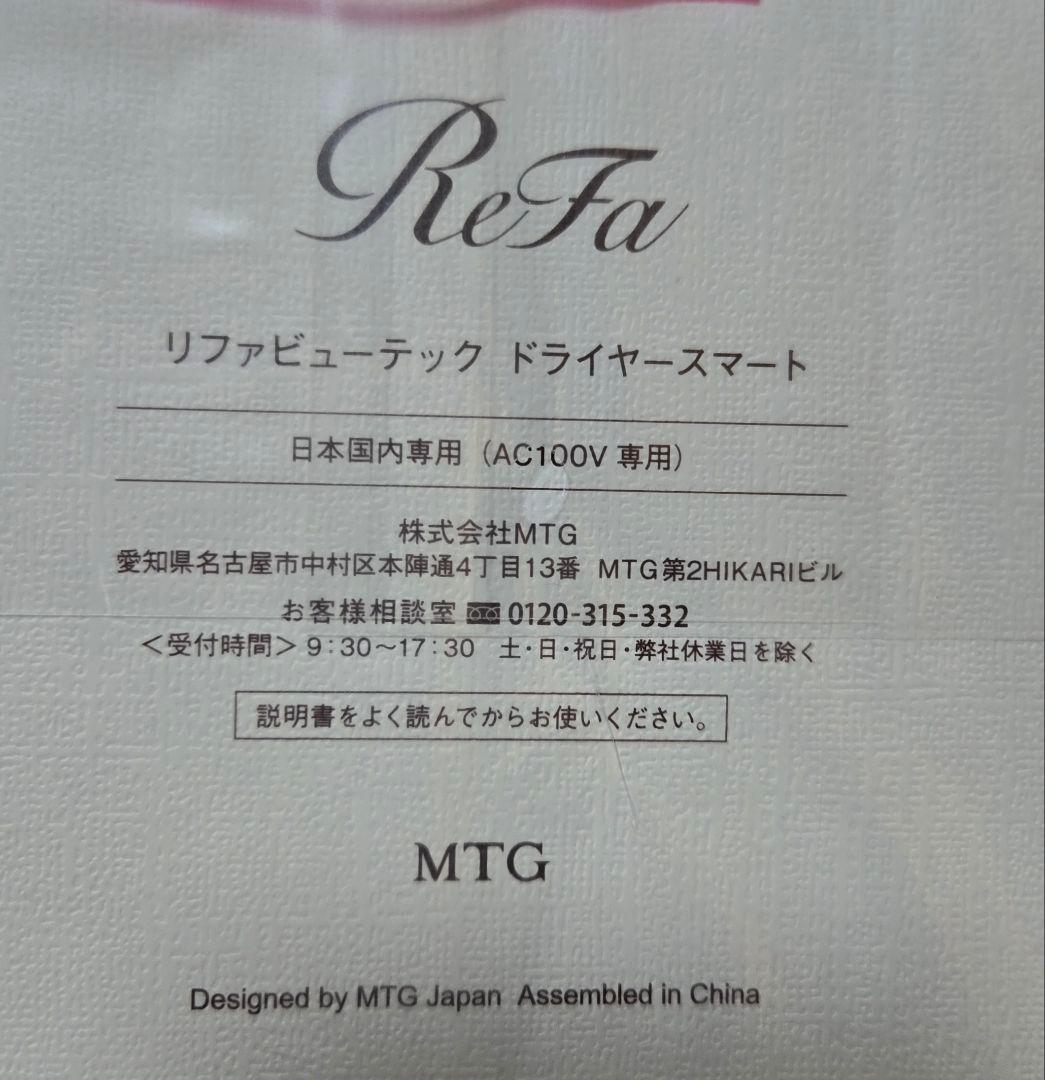 ReFa
リファビューテック ドライヤースマート
日本国内専用（AC100V 専用）
株式会社MTG
愛知県名古屋市中村区本陣通4丁目13番 MTG第2HIKARIビル
お客様相談室 0120-315-332
＜受付時間＞9:30～17:30 土・日・祝日・弊社休業日を除く
説明書をよく読んでからお使いください。
MTG
Designed by MTG Japan Assembled in China